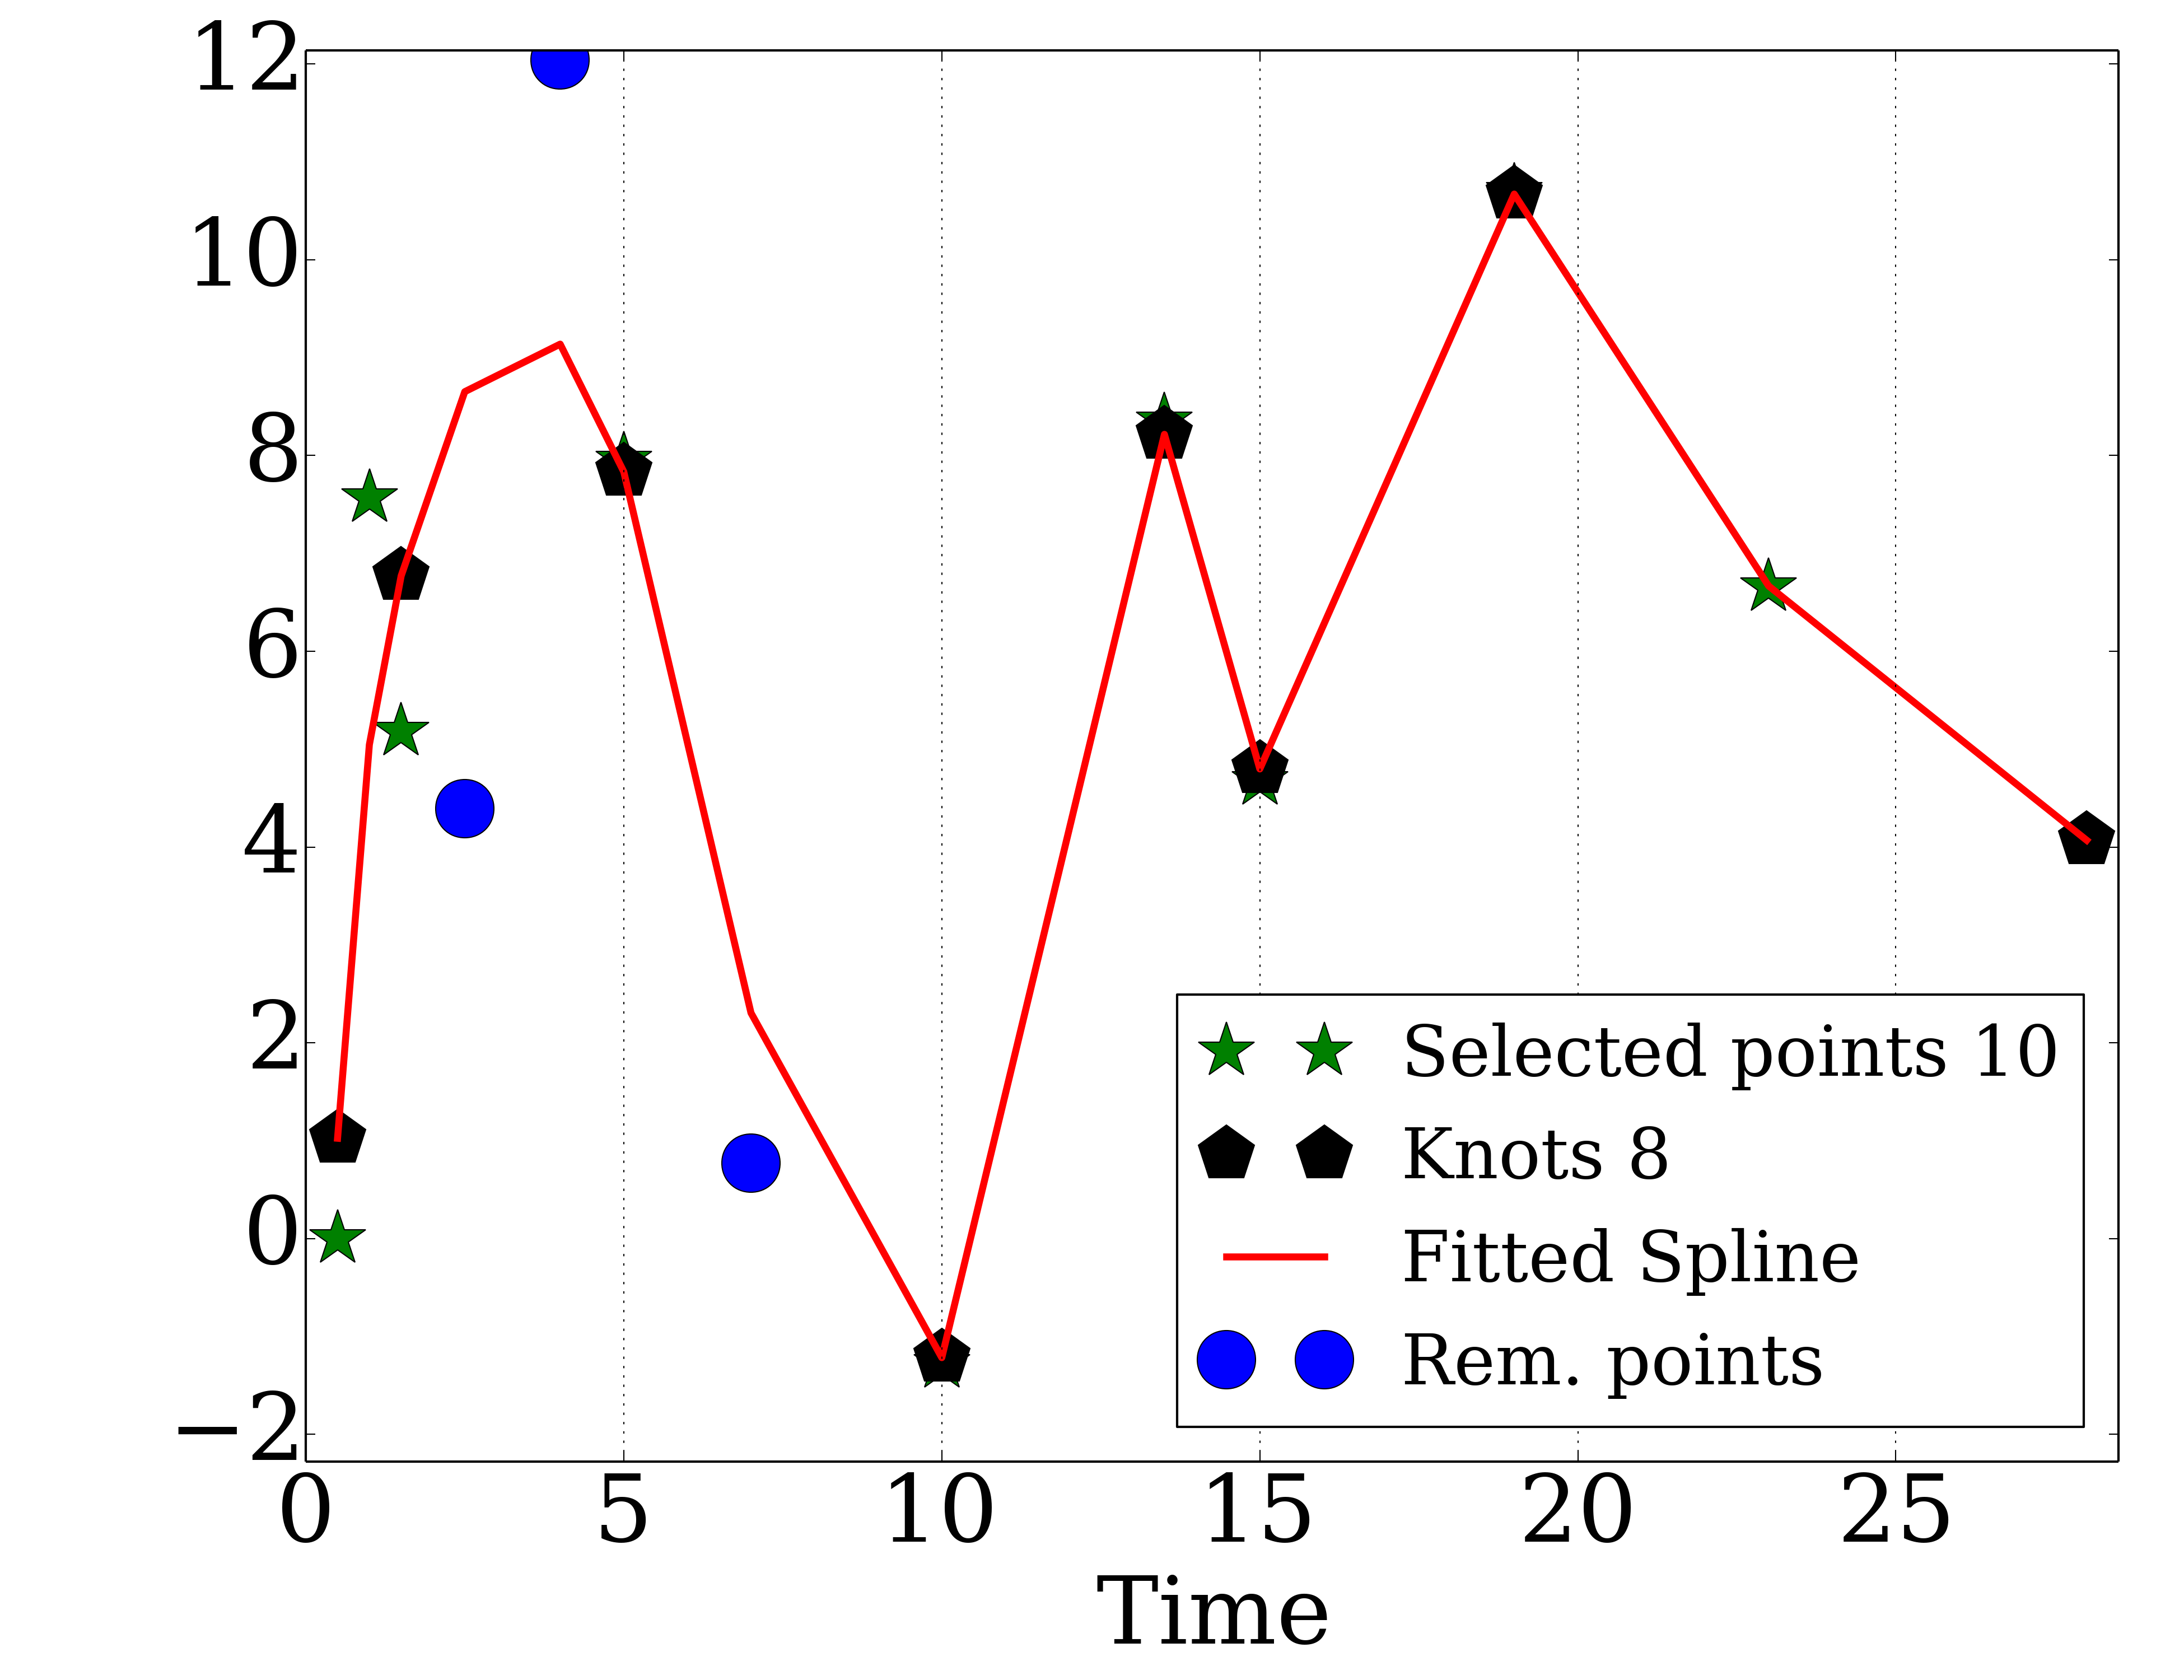 12
10
8
6
4
2
0
−2
0 5 10 15 20 25
Time
Selected points 10
Knots 8
Fitted Spline
Rem. points